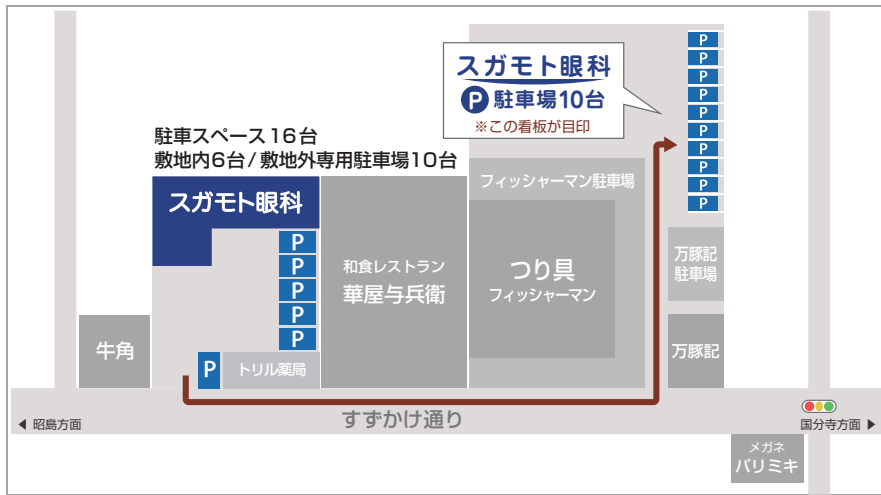 スガモト眼科
P 駐車場10台
※この看板が目印
駐車スペース16台
敷地内6台/敷地外専用駐車場10台
スガモト眼科
P
P
P
P
P
P
トリル薬局
牛角
和食レストラン
華屋与兵衛
フィッシャーマン駐車場
つり具
フィッシャーマン
P
P
P
P
P
P
P
P
P
P
万豚記
駐車場
万豚記
すずかけ通り
◀ 昭島方面
国分寺方面 ▶
メガネ
パリミキ